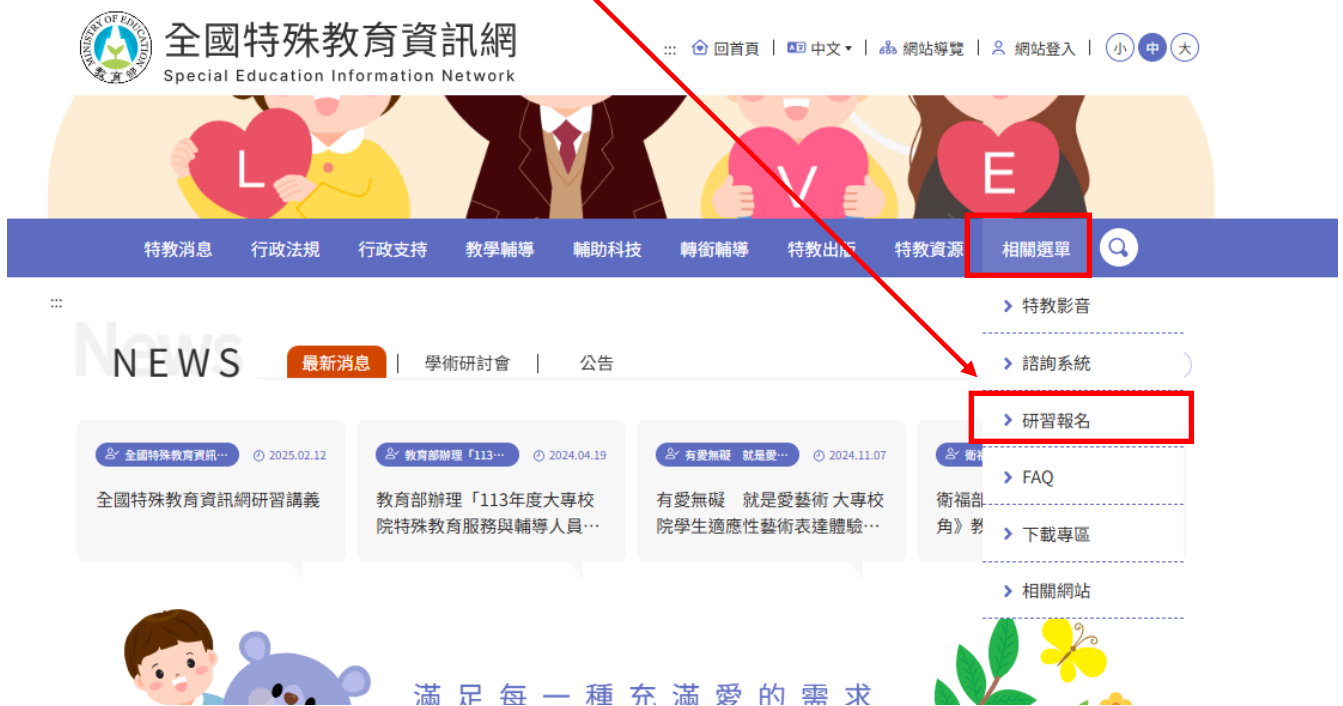 全國特殊教育資訊網
Special Education Information Network
MINISTRY OF EDUCATION
教育部
::: 回首頁 | 中文 | 網站導覽 | 網站登入 | 小 中 大
L V E
特教消息 行政法規 行政支持 教學輔導 輔助科技 轉銜輔導 特教出版 特教資源 相關選單
:::
特教影音
諮詢系統
研習報名
FAQ
下載專區
相關網站
News
NEWS 最新消息 | 學術研討會 | 公告
全國特殊教育資訊… 2025.02.12
全國特殊教育資訊網研習講義
教育部辦理「113… 2024.04.19
教育部辦理「113年度大專校
院特殊教育服務與輔導人員…
有愛無礙 就是愛… 2024.11.07
有愛無礙 就是愛藝術 大專校
院學生適應性藝術表達體驗…
衛福部
角》教
滿足每一種充滿愛的需求